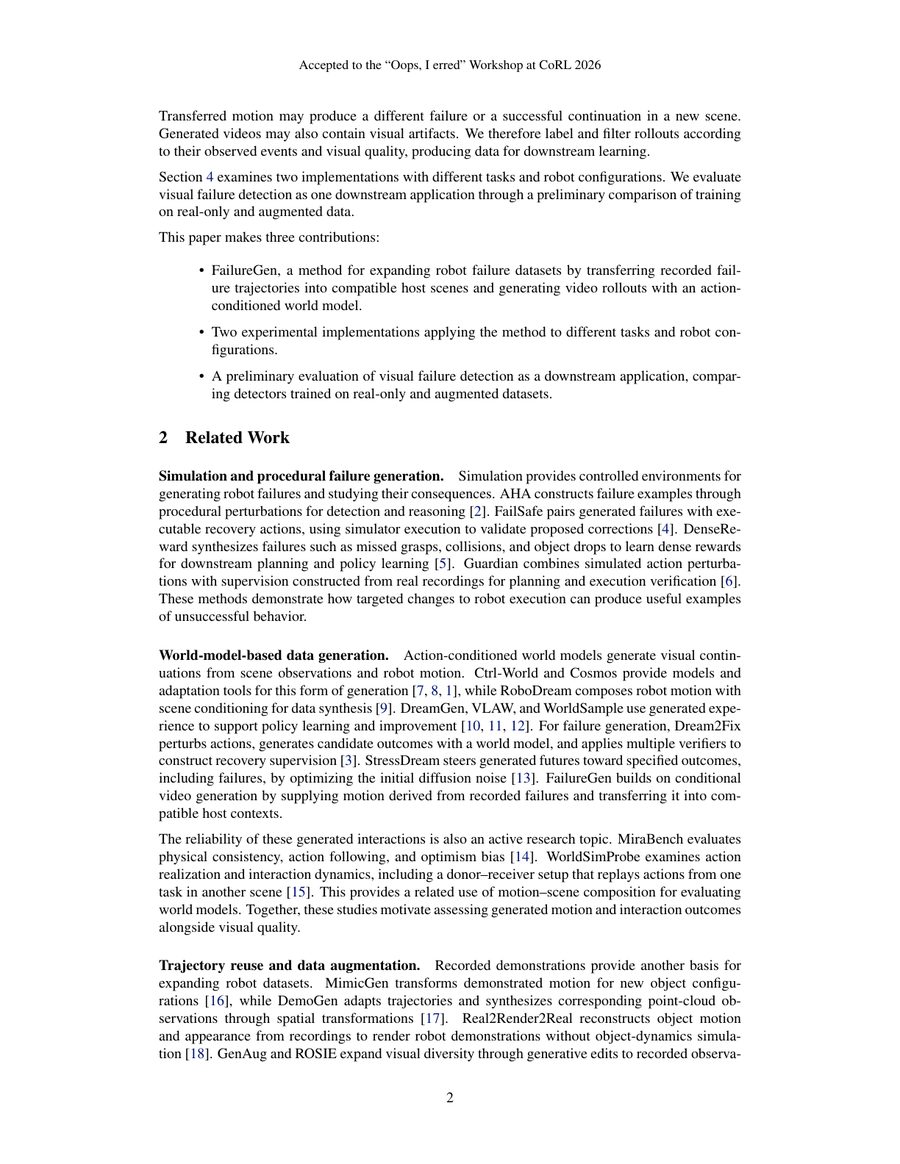 Accepted to the “Oops, I erred” Workshop at CoRL 2026
Transferred motion may produce a different failure or a successful continuation in a new scene.
Generated videos may also contain visual artifacts. We therefore label and filter rollouts according
to their observed events and visual quality, producing data for downstream learning.
Section 4 examines two implementations with different tasks and robot configurations. We evaluate
visual failure detection as one downstream application through a preliminary comparison of training
on real-only and augmented data.
This paper makes three contributions:
• FailureGen, a method for expanding robot failure datasets by transferring recorded fail-
ure trajectories into compatible host scenes and generating video rollouts with an action-
conditioned world model.
• Two experimental implementations applying the method to different tasks and robot con-
figurations.
• A preliminary evaluation of visual failure detection as a downstream application, compar-
ing detectors trained on real-only and augmented datasets.
2 Related Work
Simulation and procedural failure generation. Simulation provides controlled environments for
generating robot failures and studying their consequences. AHA constructs failure examples through
procedural perturbations for detection and reasoning [2]. FailSafe pairs generated failures with exe-
cutable recovery actions, using simulator execution to validate proposed corrections [4]. DenseRe-
ward synthesizes failures such as missed grasps, collisions, and object drops to learn dense rewards
for downstream planning and policy learning [5]. Guardian combines simulated action perturba-
tions with supervision constructed from real recordings for planning and execution verification [6].
These methods demonstrate how targeted changes to robot execution can produce useful examples
of unsuccessful behavior.
World-model-based data generation. Action-conditioned world models generate visual contin-
uations from scene observations and robot motion. Ctrl-World and Cosmos provide models and
adaptation tools for this form of generation [7, 8, 1], while RoboDream composes robot motion with
scene conditioning for data synthesis [9]. DreamGen, VLAW, and WorldSample use generated expe-
rience to support policy learning and improvement [10, 11, 12]. For failure generation, Dream2Fix
perturbs actions, generates candidate outcomes with a world model, and applies multiple verifiers to
construct recovery supervision [3]. StressDream steers generated futures toward specified outcomes,
including failures, by optimizing the initial diffusion noise [13]. FailureGen builds on conditional
video generation by supplying motion derived from recorded failures and transferring it into com-
patible host contexts.
The reliability of these generated interactions is also an active research topic. MiraBench evaluates
physical consistency, action following, and optimism bias [14]. WorldSimProbe examines action
realization and interaction dynamics, including a donor–receiver setup that replays actions from one
task in another scene [15]. This provides a related use of motion–scene composition for evaluating
world models. Together, these studies motivate assessing generated motion and interaction outcomes
alongside visual quality.
Trajectory reuse and data augmentation. Recorded demonstrations provide another basis for
expanding robot datasets. MimicGen transforms demonstrated motion for new object configu-
rations [16], while DemoGen adapts trajectories and synthesizes corresponding point-cloud ob-
servations through spatial transformations [17]. Real2Render2Real reconstructs object motion
and appearance from recordings to render robot demonstrations without object-dynamics simula-
tion [18]. GenAug and ROSIE expand visual diversity through generative edits to recorded observa-
2